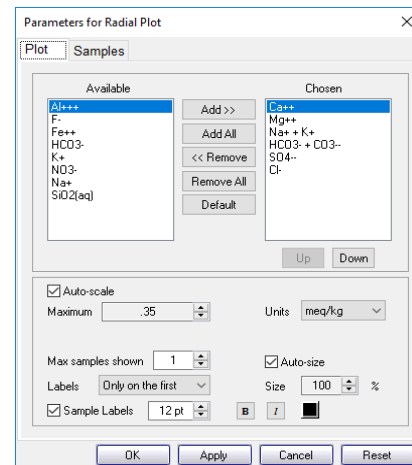 Parameters for Radial Plot
Plot Samples
Available Chosen
Al+++
F-
Fe++
HCO3-
K+
NO3-
Na+
SiO2(aq)
Add >>
Add All
<< Remove
Remove All
Default
Ca++
Mg++
Na+ + K+
HCO3- + CO3--
SO4--
Cl-
Up Down
Auto-scale
Maximum .35 Units meq/kg
Max samples shown 1 Auto-size
Labels Only on the first Size 100 %
Sample Labels 12 pt B I
OK Apply Cancel Reset